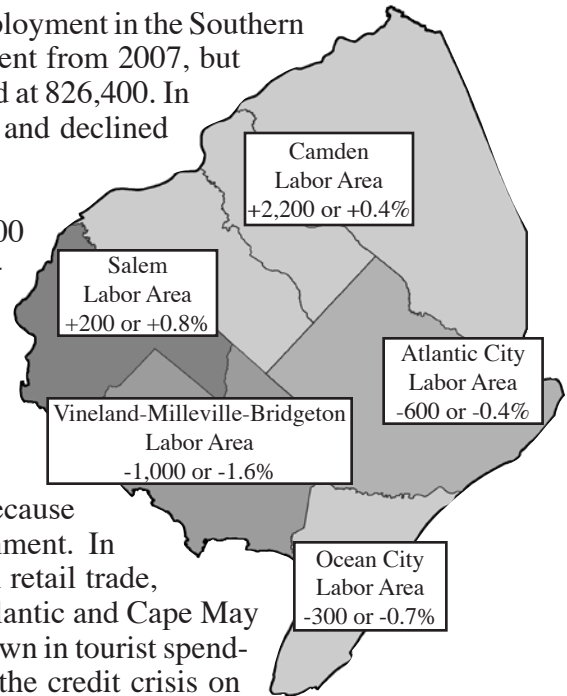 ployment in the Southern
ent from 2007, but
d at 826,400. In
and declined
00
Camden
Labor Area
+2,200 or +0.4%
Salem
Labor Area
+200 or +0.8%
Atlantic City
Labor Area
-600 or -0.4%
Vineland-Milleville-Bridgeton
Labor Area
-1,000 or -1.6%
ecause
nment. In
retail trade,
lantic and Cape May
wn in tourist spend-
the credit crisis on
Ocean City
Labor Area
-300 or -0.7%